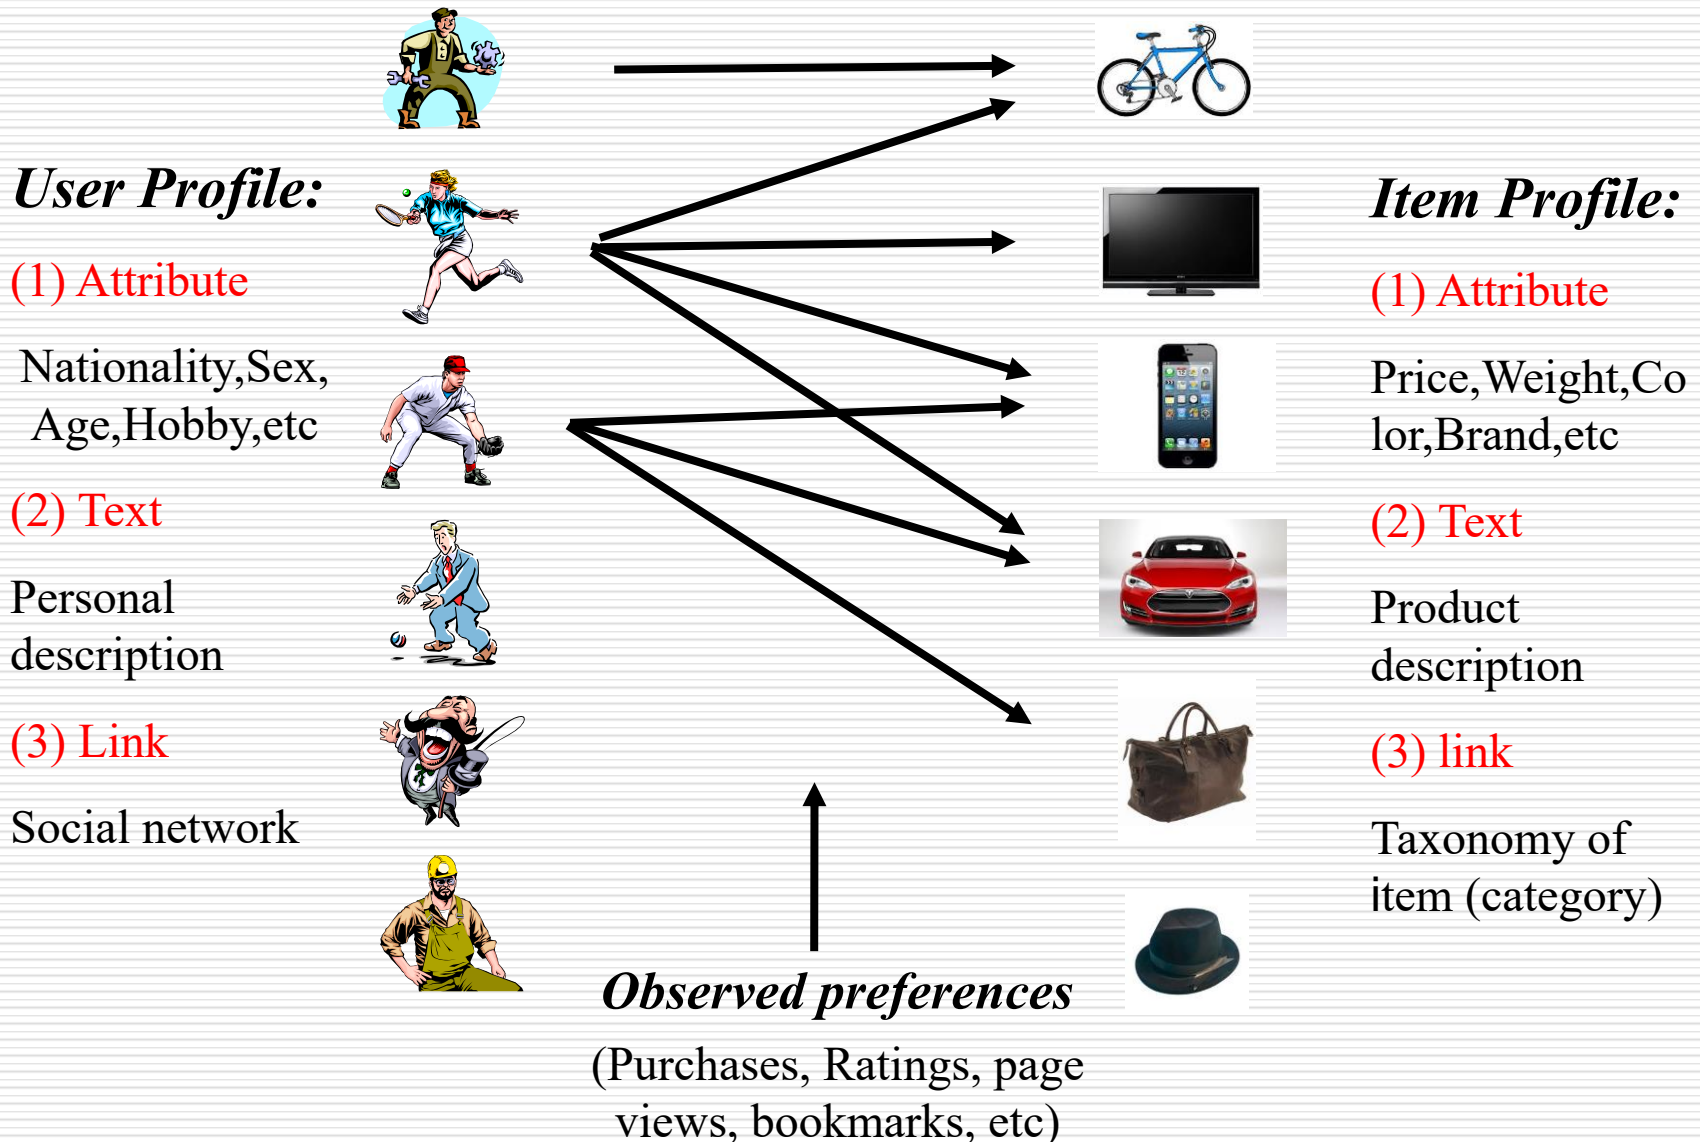 User Profile:
(1) Attribute
Nationality,Sex,
Age,Hobby,etc
(2) Text
Personal
description
(3) Link
Social network
Observed preferences
(Purchases, Ratings, page
views, bookmarks, etc)
Item Profile:
(1) Attribute
Price,Weight,Co
lor,Brand,etc
(2) Text
Product
description
(3) link
Taxonomy of
item (category)